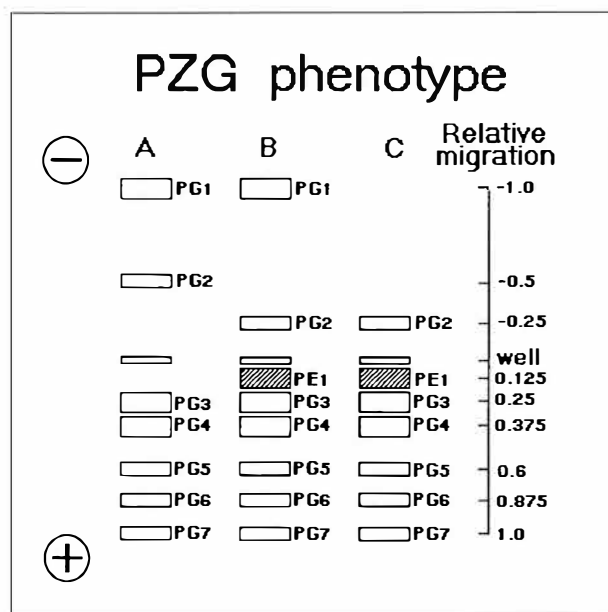 PZG phenotype
Relative
migration
A B C
− 
PG1 PG1 -1.0
PG2 -0.5
PG2 PG2 -0.25
well
PE1 PE1 0.125
PG3 PG3 PG3 0.25
PG4 PG4 PG4 0.375
PG5 PG5 PG5 0.6
PG6 PG6 PG6 0.875
PG7 PG7 PG7 1.0
+